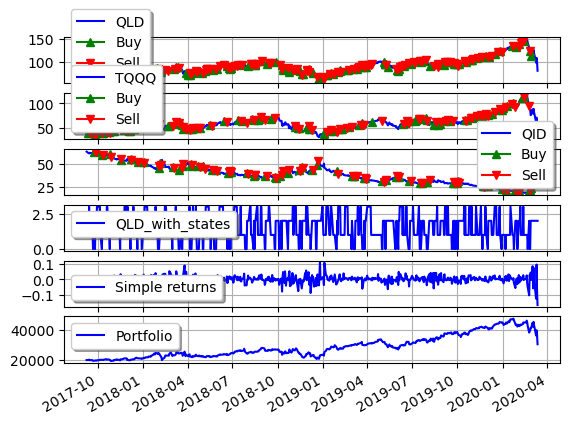 QLD
Buy
Sell
150
100
TQQQ
Buy
Sell
100
50
QID
Buy
Sell
50
25
QLD_with_states
2.5
0.0
Simple returns
0.1
0.0
−0.1
Portfolio
40000
20000
2017-10
2018-01
2018-04
2018-07
2018-10
2019-01
2019-04
2019-07
2019-10
2020-01
2020-04